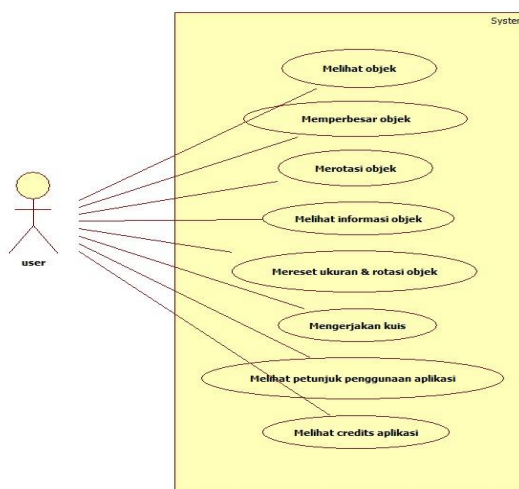 System
Melihat objek
Memperbesar objek
Merotasi objek
Melihat informasi objek
user
Mereset ukuran & rotasi objek
Mengerjakan kuis
Melihat petunjuk penggunaan aplikasi
Melihat credits aplikasi